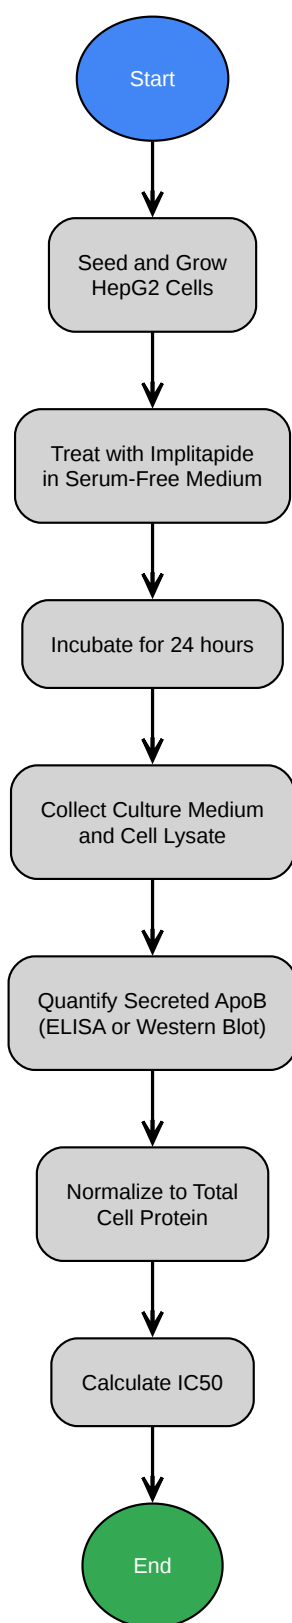 Start
Seed and Grow
HepG2 Cells
Treat with Implitapide
in Serum-Free Medium
Incubate for 24 hours
Collect Culture Medium
and Cell Lysate
Quantify Secreted ApoB
(ELISA or Western Blot)
Normalize to Total
Cell Protein
Calculate IC50
End